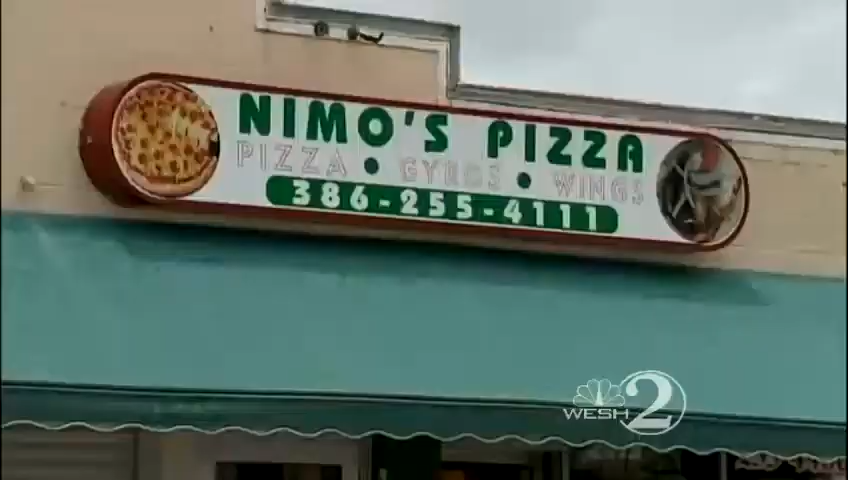 NIMO'S PIZZA
PIZZA • GYROS • WINGS
386-255-4111
WESH 2